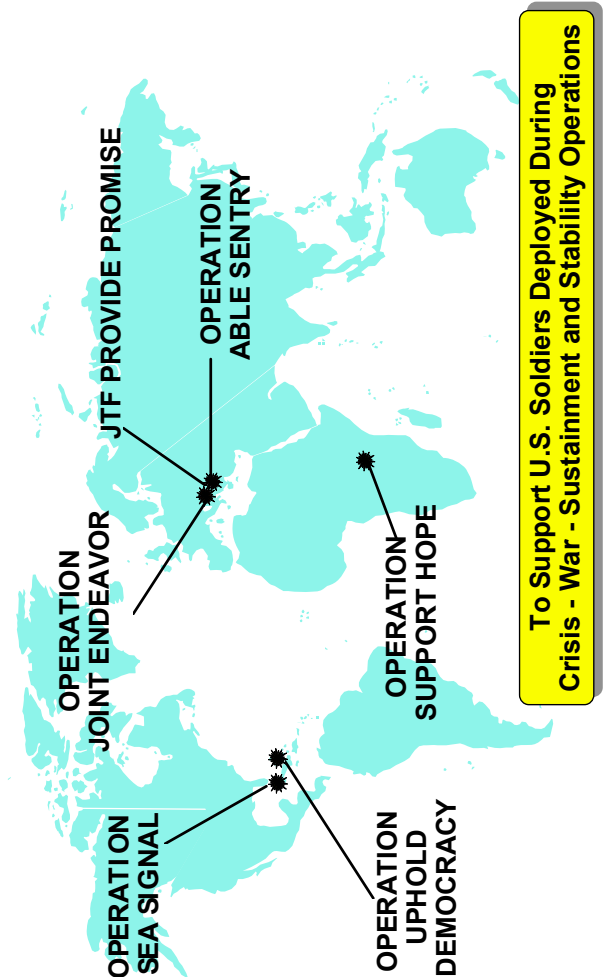 JTF PROVIDE PROMISE
OPERATION
JOINT ENDEAVOR
OPERATION
ABLE SENTRY
OPERATION
SEA SIGNAL
OPERATION
UPHOLD
DEMOCRACY
OPERATION
SUPPORT HOPE
To Support U.S. Soldiers Deployed During
Crisis - War - Sustainment and Stabililty Operations